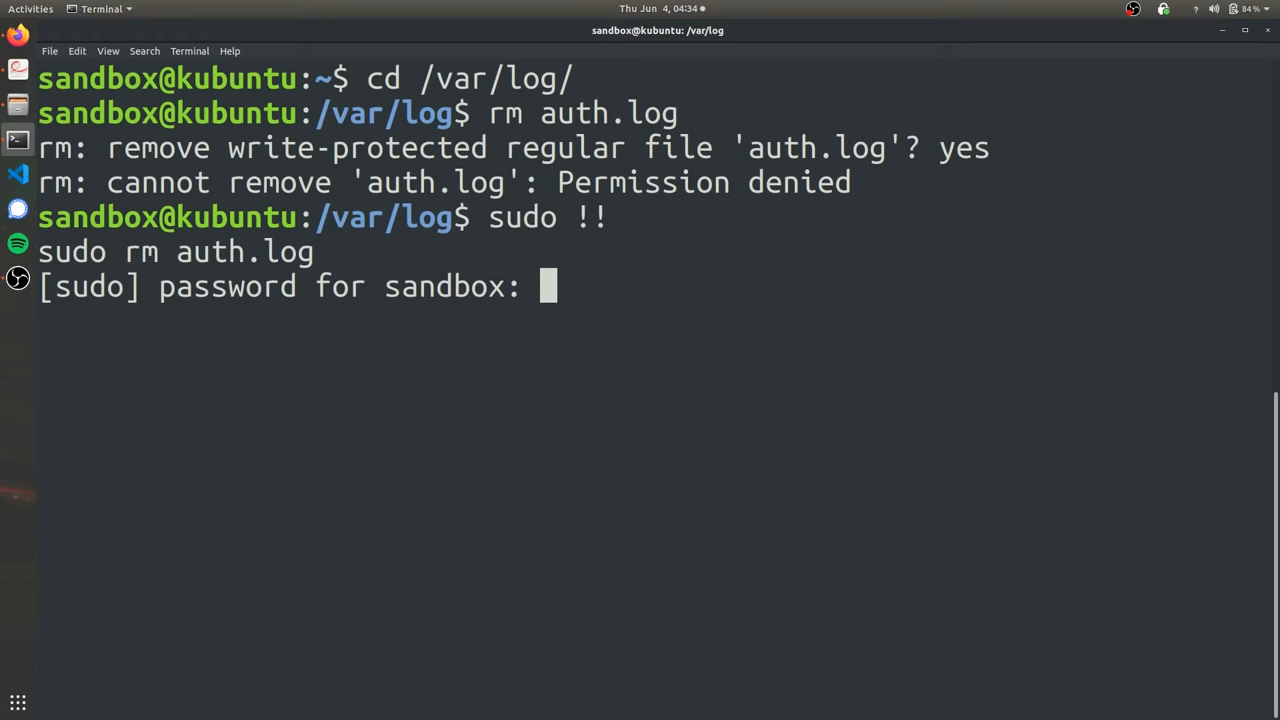 Activities Terminal Thu Jun 4, 04:34 ? 84%
sandbox@kubuntu: /var/log
File Edit View Search Terminal Help
sandbox@kubuntu:~$ cd /var/log/
sandbox@kubuntu:/var/log$ rm auth.log
rm: remove write-protected regular file 'auth.log'? yes
rm: cannot remove 'auth.log': Permission denied
sandbox@kubuntu:/var/log$ sudo !!
sudo rm auth.log
[sudo] password for sandbox: